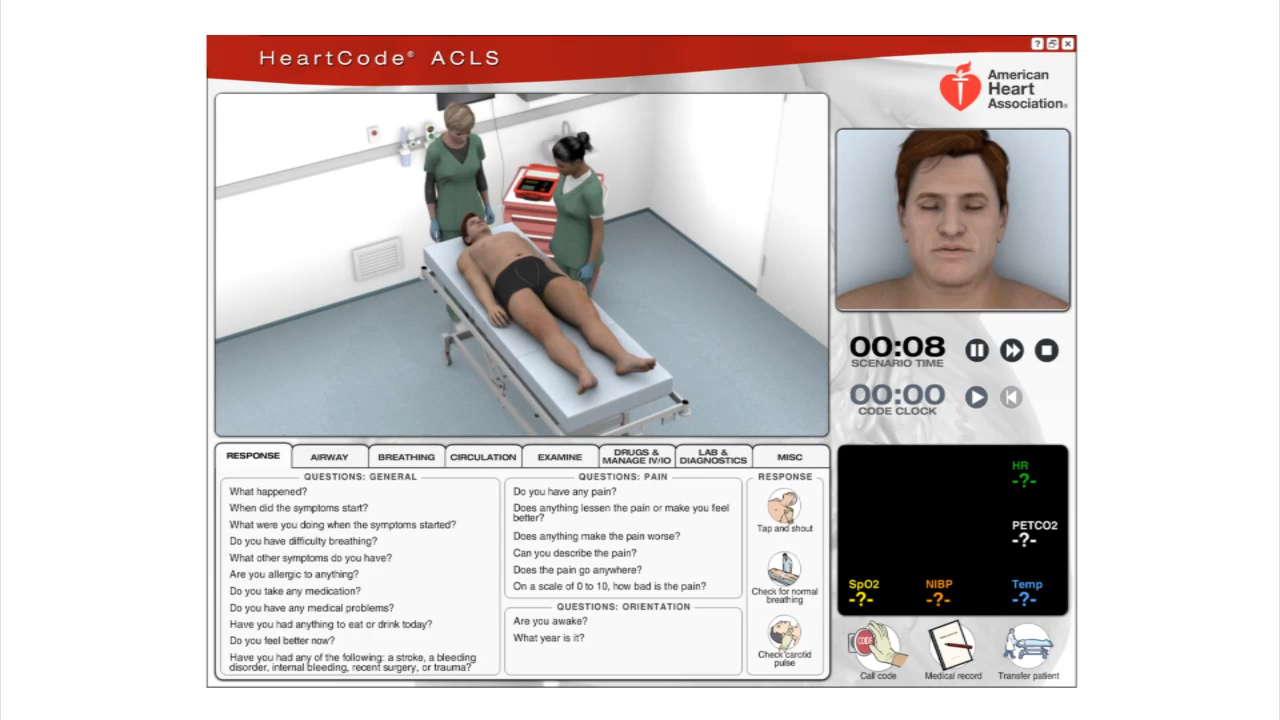 HeartCode® ACLS
American
Heart
Association®
00:08
SCENARIO TIME
00:00
CODE CLOCK
RESPONSE
AIRWAY
BREATHING
CIRCULATION
EXAMINE
DRUGS &
MANAGE IV/IO
LAB &
DIAGNOSTICS
MISC
QUESTIONS: GENERAL
What happened?
When did the symptoms start?
What were you doing when the symptoms started?
Do you have difficulty breathing?
What other symptoms do you have?
Are you allergic to anything?
Do you take any medication?
Do you have any medical problems?
Have you had anything to eat or drink today?
Do you feel better now?
Have you had any of the following: a stroke, a bleeding
disorder, internal bleeding, recent surgery, or trauma?
QUESTIONS: PAIN
Do you have any pain?
Does anything lessen the pain or make you feel
better?
Does anything make the pain worse?
Can you describe the pain?
Does the pain go anywhere?
On a scale of 0 to 10, how bad is the pain?
QUESTIONS: ORIENTATION
Are you awake?
What year is it?
RESPONSE
Tap and shout
Check for normal
breathing
Check carotid
pulse
HR
-?-
PETCO2
-?-
SpO2
-?-
NIBP
-?-
Temp
-?-
CODE
Call code
Medical record
Transfer patient